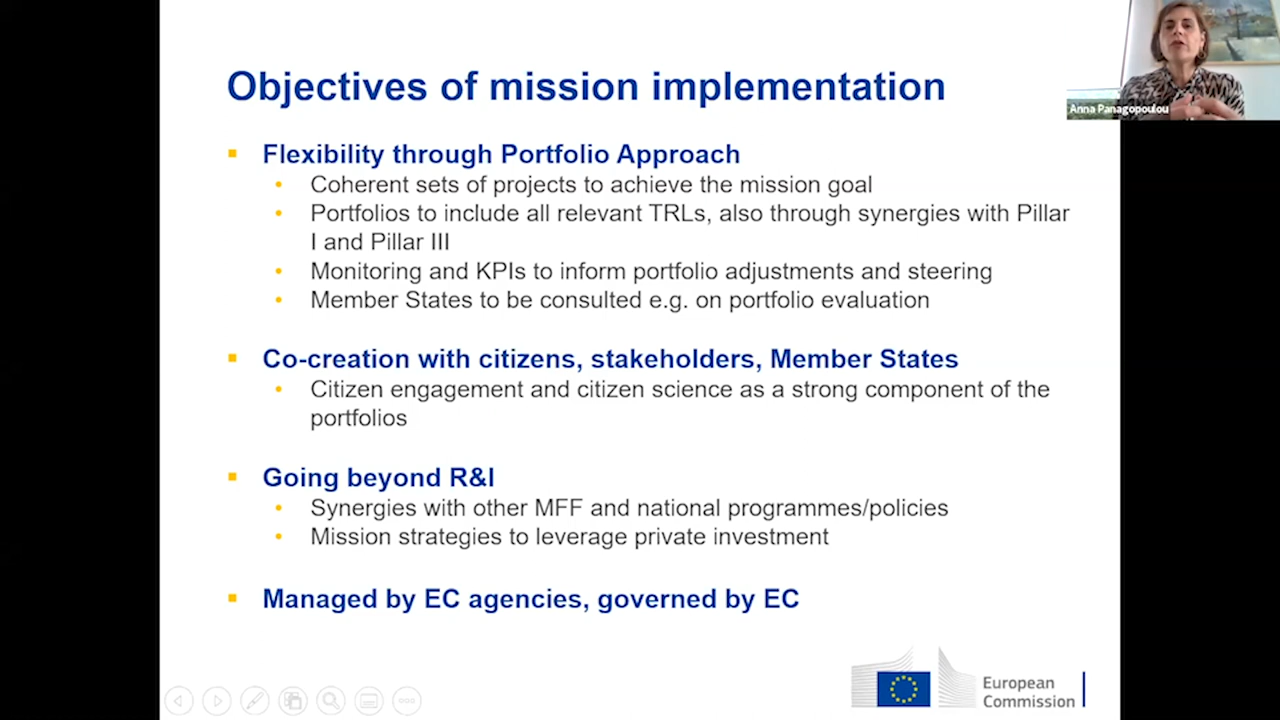 Objectives of mission implementation
Anna Panagopoulou
Flexibility through Portfolio Approach
Coherent sets of projects to achieve the mission goal
Portfolios to include all relevant TRLs, also through synergies with Pillar
I and Pillar III
Monitoring and KPIs to inform portfolio adjustments and steering
Member States to be consulted e.g. on portfolio evaluation
Co-creation with citizens, stakeholders, Member States
Citizen engagement and citizen science as a strong component of the
portfolios
Going beyond R&I
Synergies with other MFF and national programmes/policies
Mission strategies to leverage private investment
Managed by EC agencies, governed by EC
European
Commission